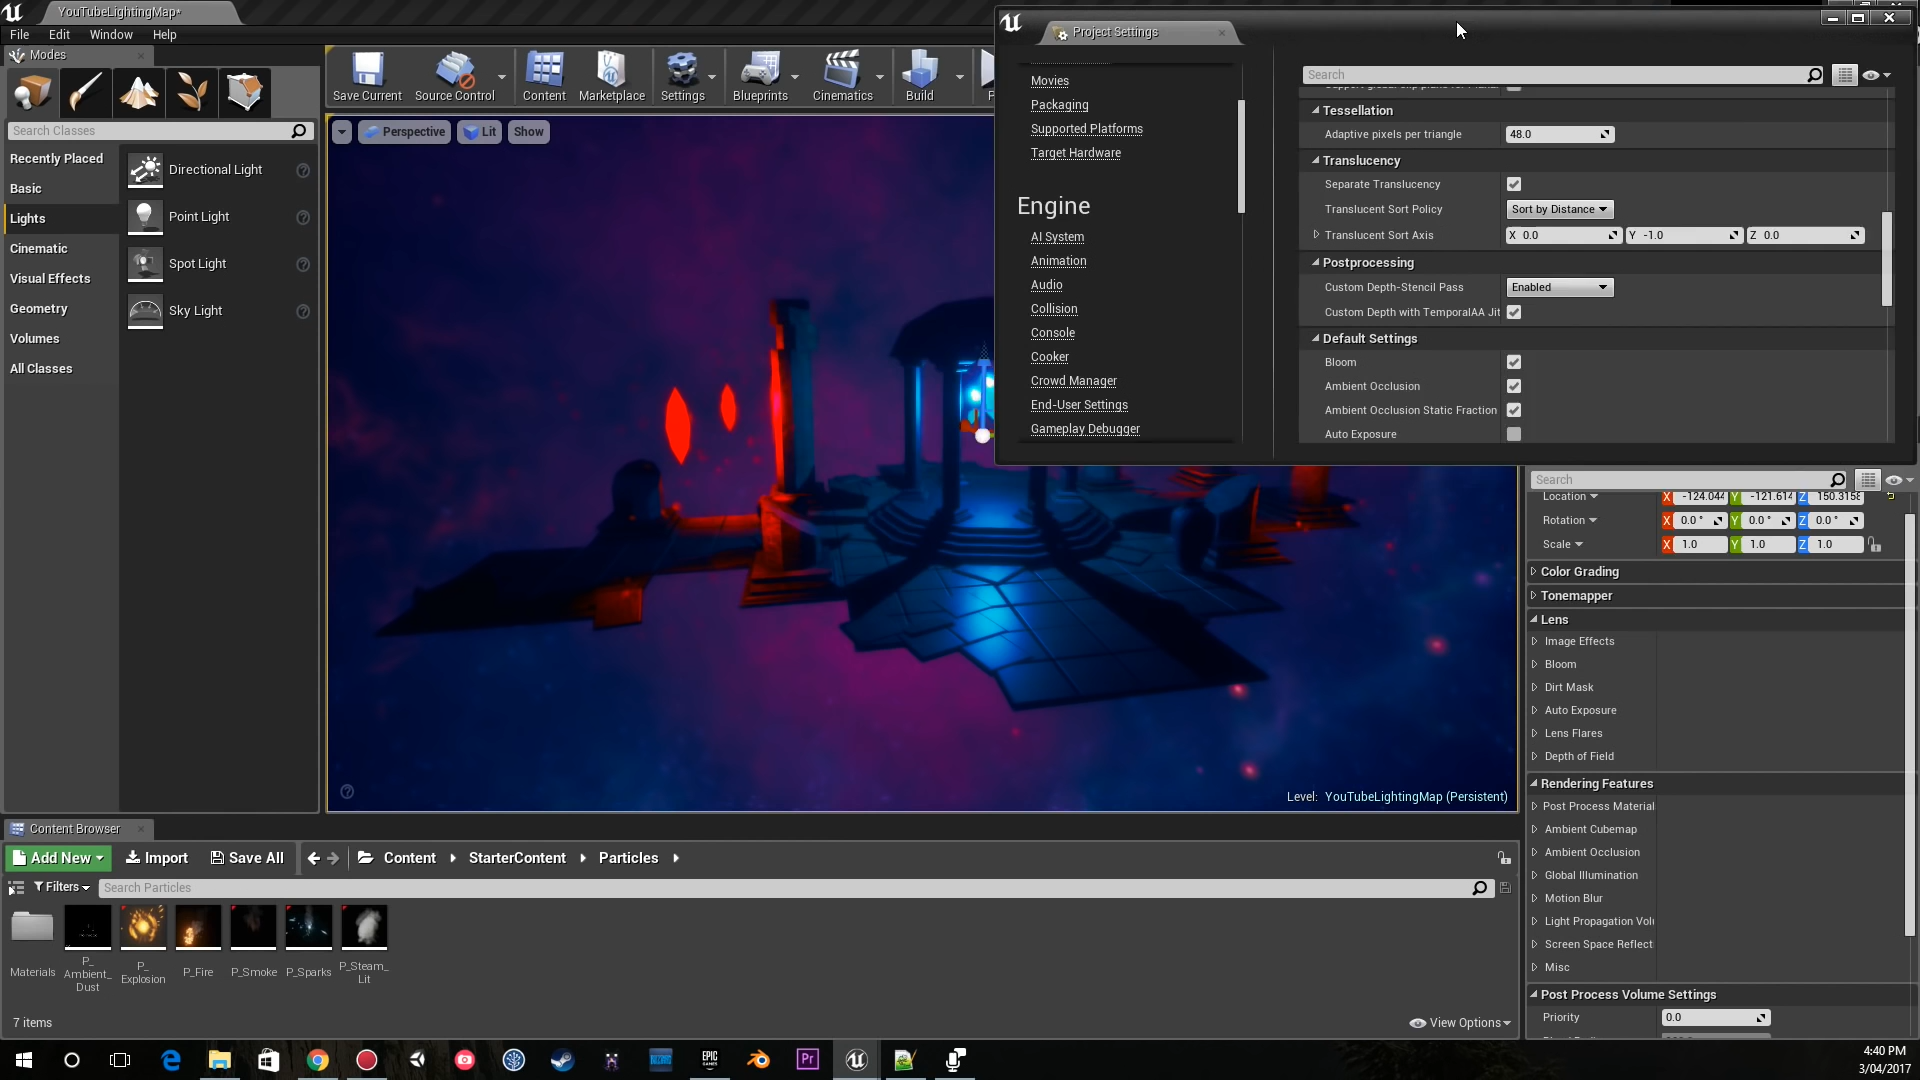 YouTubeLightingMap*
File Edit Window Help
Modes
Search Classes
Recently Placed
Basic
Lights
Cinematic
Visual Effects
Geometry
Volumes
All Classes
Directional Light
Point Light
Spot Light
Sky Light
Save Current Source Control Content Marketplace Settings Blueprints Cinematics Build
Perspective Lit Show
Level: YouTubeLightingMap (Persistent)
Project Settings
Movies
Packaging
Supported Platforms
Target Hardware
Engine
AI System
Animation
Audio
Collision
Console
Cooker
Crowd Manager
End-User Settings
Gameplay Debugger
Search
Tessellation
Adaptive pixels per triangle 48.0
Translucency
Separate Translucency
Translucent Sort Policy Sort by Distance
Translucent Sort Axis X 0.0 Y -1.0 Z 0.0
Postprocessing
Custom Depth-Stencil Pass Enabled
Custom Depth with TemporalAA Jit
Default Settings
Bloom
Ambient Occlusion
Ambient Occlusion Static Fraction
Auto Exposure
Search
Location X -124.044 Y -121.614 Z 150.3158
Rotation X 0.0 ° Y 0.0 ° Z 0.0 °
Scale X 1.0 Y 1.0 Z 1.0
Color Grading
Tonemapper
Lens
Image Effects
Bloom
Dirt Mask
Auto Exposure
Lens Flares
Depth of Field
Rendering Features
Post Process Material
Ambient Cubemap
Ambient Occlusion
Global Illumination
Motion Blur
Light Propagation Volu
Screen Space Reflect
Misc
Post Process Volume Settings
Priority 0.0
Content Browser
Add New Import Save All Content StarterContent Particles
Filters Search Particles
Materials
P_
Ambient_
Dust
P_
Explosion
P_Fire
P_Smoke
P_Sparks
P_Steam_
Lit
7 items
View Options
EPIC
GAMES
Pr
4:40 PM
3/04/2017